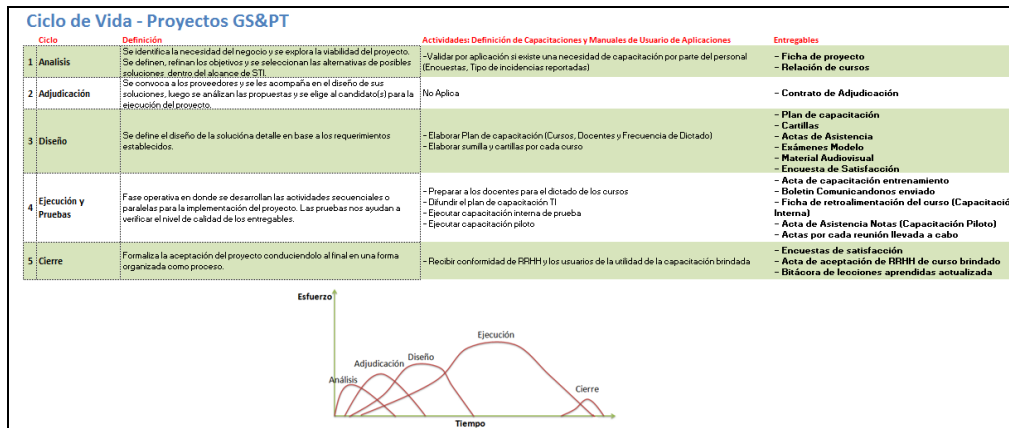 Ciclo de Vida - Proyectos GS&PT
Ciclo
Definición
Actividades: Definición de Capacitaciones y Manuales de Usuario de Aplicaciones
Entregables
1 Analisis
Se identifica la necesidad del negocio y se explora la viabilidad del proyecto.
Se definen, refinan los objetivos y se seleccionan las alternativas de posibles
soluciones dentro del alcance de STI.
-Validar por aplicación si existe una necesidad de capacitación por parte del personal
(Encuestas, Tipo de incidencias reportadas)
- Ficha de proyecto
- Relación de cursos
2 Adjudicación
Se convoca a los proveedores y se les acompaña en el diseño de sus
soluciones, luego se análizan las propuestas y se elige al candidato(s) para la
ejecución del proyecto.
No Aplica
- Contrato de Adjudicación
3 Diseño
Se define el diseño de la solucióna detalle en base a los requerimientos
establecidos.
- Elaborar Plan de capacitación (Cursos, Docentes y Frecuencia de Dictado)
- Elaborar sumilla y cartillas por cada curso
- Plan de capacitación
- Cartillas
- Actas de Asistencia
- Exámenes Modelo
- Material Audiovisual
- Encuesta de Satisfacción
4 Ejecución y
Pruebas
Fase operativa en donde se desarrollan las actividades secuenciales o
paralelas para la implementación del proyecto. Las pruebas nos ayudan a
verificar el nivel de calidad de los entregables.
- Preparar a los docentes para el dictado de los cursos
- Difundir el plan de capacitación TI
- Ejecutar capacitación interna de prueba
- Ejecutar capacitación piloto
- Acta de capacitación entrenamiento
- Boletin Comunicandonos enviado
- Ficha de retroalimentación del curso (Capacitació
Interna)
- Acta de Asistencia Notas (Capacitación Piloto)
- Actas por cada reunión llevada a cabo
5 Cierre
Formaliza la aceptación del proyecto conduciendolo al final en una forma
organizada como proceso.
- Recibir conformidad de RRHH y los usuarios de la utilidad de la capacitación brindada
- Encuestas de satisfacción
- Acta de aceptación de RRHH de curso brindado
- Bitácora de lecciones aprendidas actualizada
Esfuerzo
Ejecución
Diseño
Adjudicación
Análisis
Cierre
Tiempo